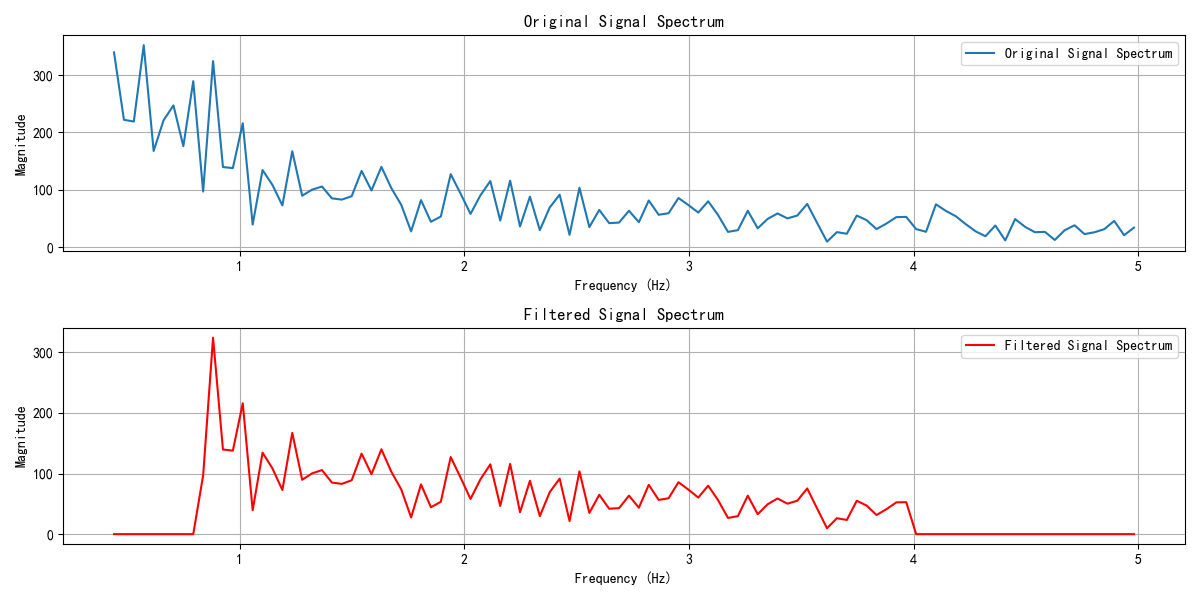 Original Signal Spectrum
Original Signal Spectrum
Magnitude
300
200
100
0
1 2 3 4 5
Frequency (Hz)
Filtered Signal Spectrum
Filtered Signal Spectrum
Magnitude
300
200
100
0
1 2 3 4 5
Frequency (Hz)